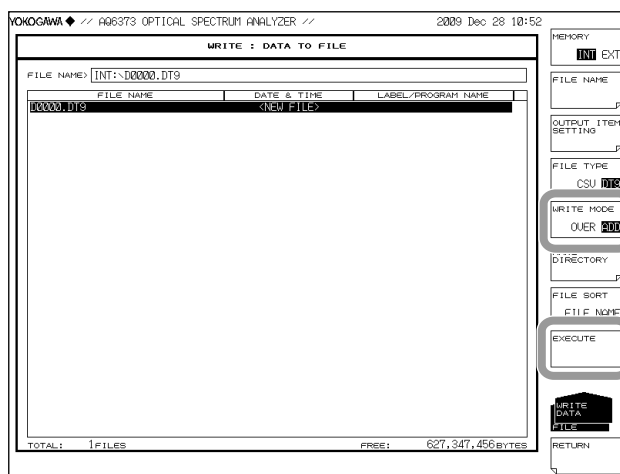 YOKOGAWA ◆ // AQ6373 OPTICAL SPECTRUM ANALYZER // 2009 Dec 28 10:52
WRITE : DATA TO FILE
FILE NAME> INT:\D0000.DT9
FILE NAME DATE & TIME LABEL/PROGRAM NAME
D0000.DT9 <NEW FILE>
TOTAL: 1FILES FREE: 627,347,456BYTES
MEMORY
INT EXT
FILE NAME
OUTPUT ITEM
SETTING
FILE TYPE
CSV DT9
WRITE MODE
OVER ADD
DIRECTORY
FILE SORT
FILE NAME
EXECUTE
WRITE
DATA
FILE
RETURN